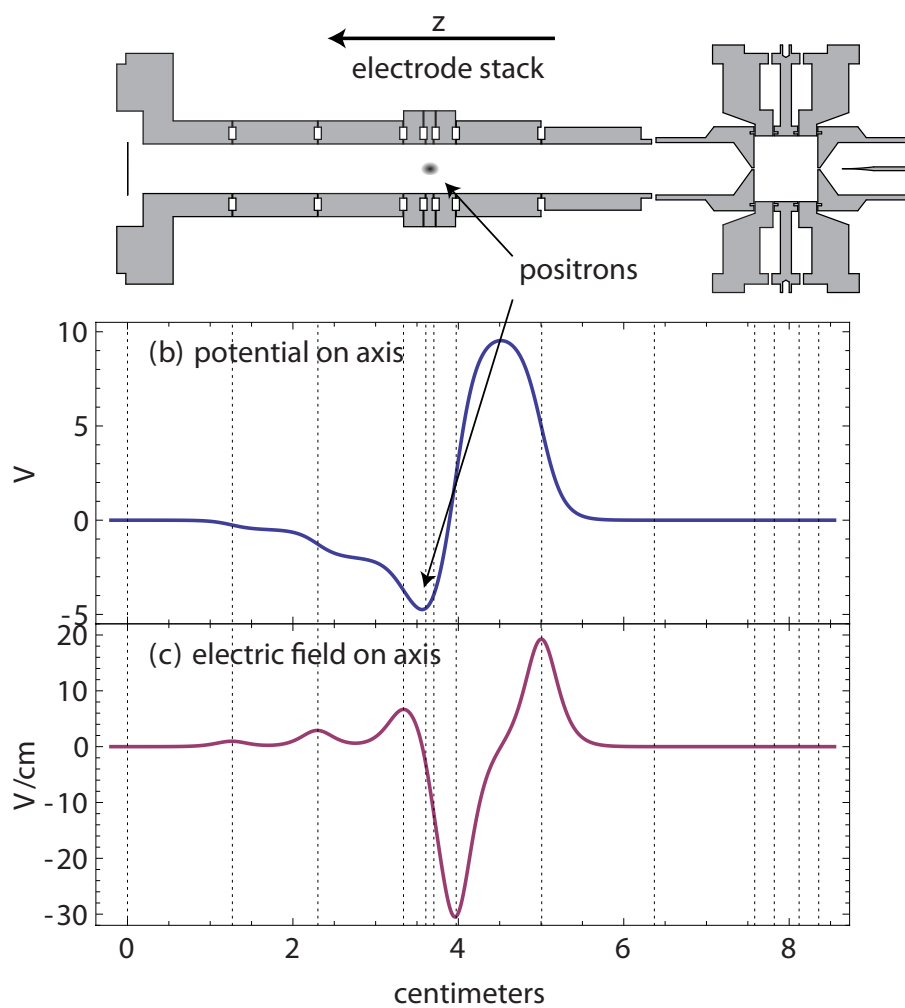 z
electrode stack
positrons
(b) potential on axis
10
5
0
-5
V
(c) electric field on axis
20
10
0
-10
-20
-30
V/cm
0 2 4 6 8
centimeters